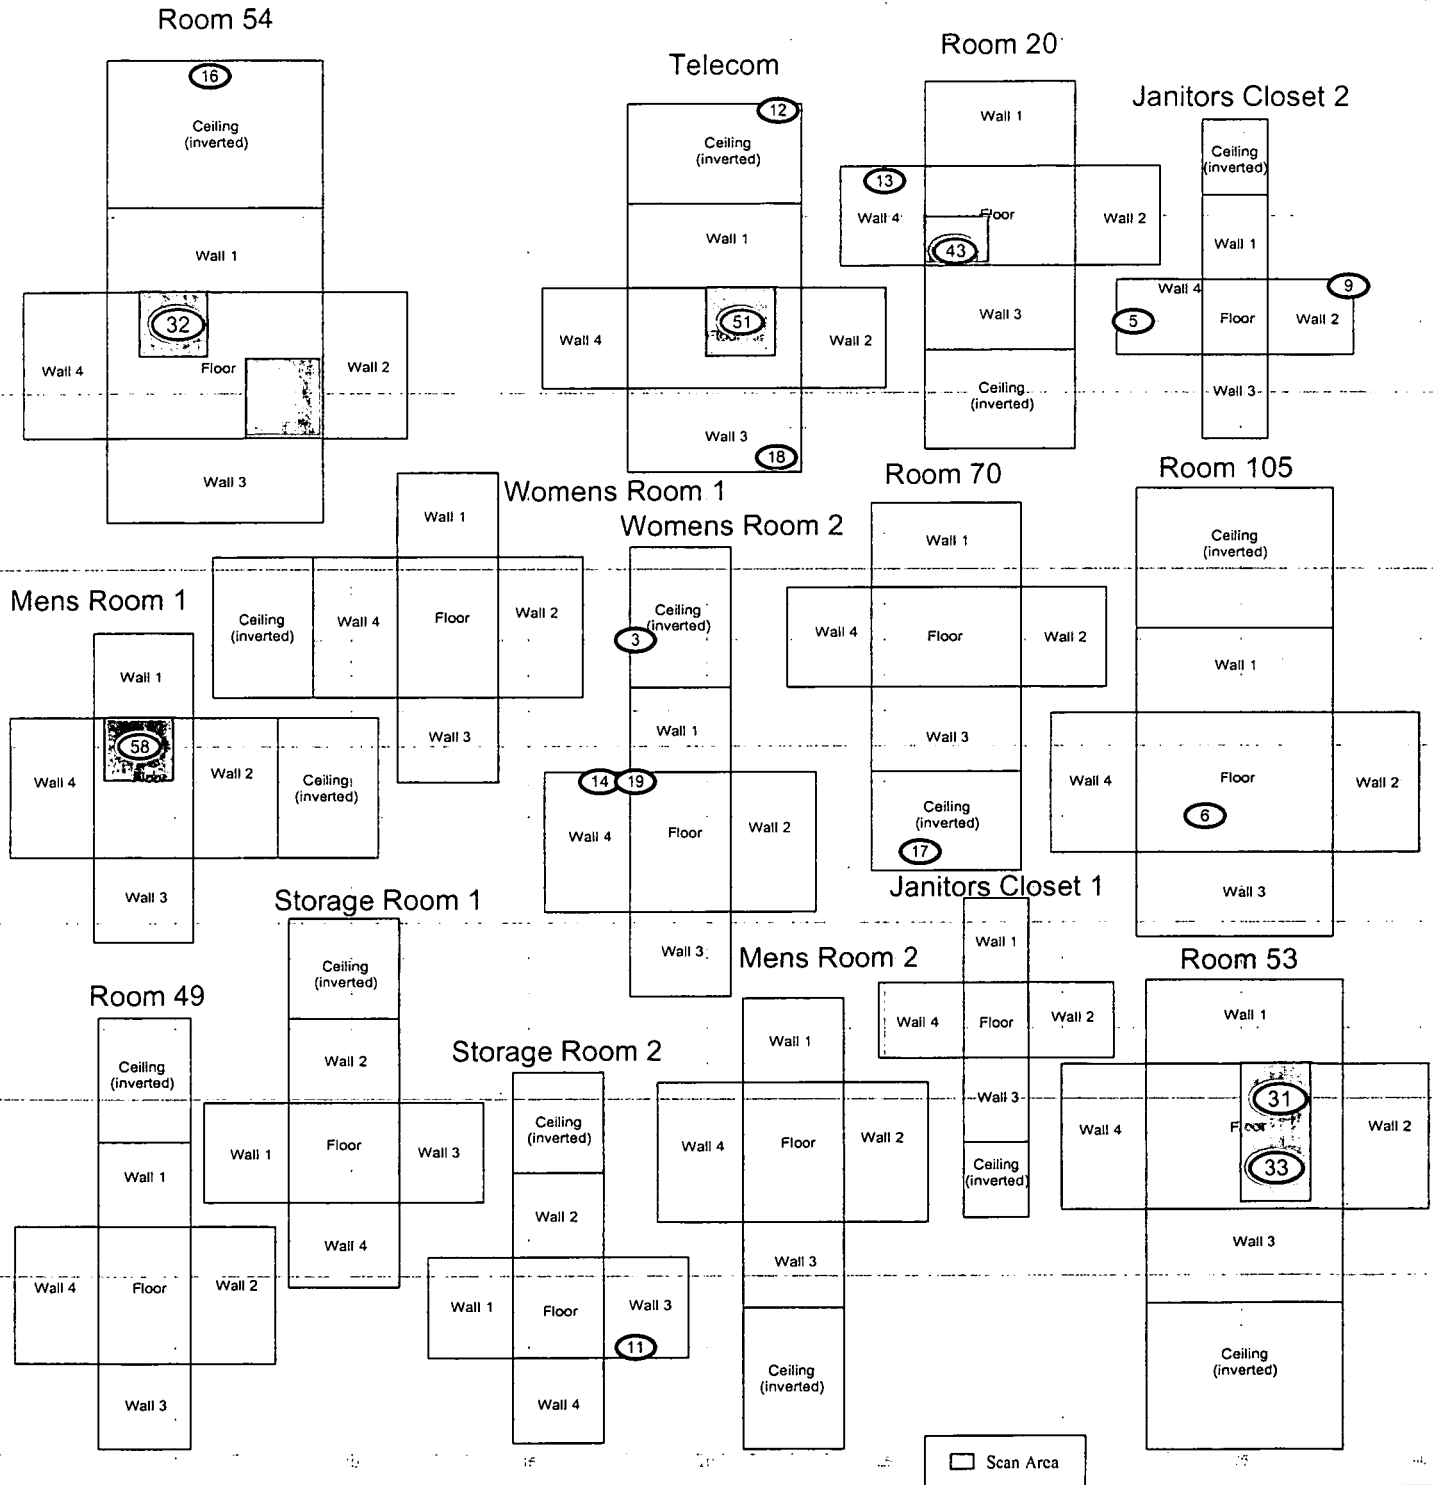 Room 54
16
Ceiling
(inverted)
Wall 1
32
Wall 4
Floor
Wall 2
Wall 3
Telecom
12
Ceiling
(inverted)
Wall 1
Wall 4
51
Wall 2
Wall 3
18
Room 20
Wall 1
13
Wall 4
Floor
Wall 2
43
Wall 3
Ceiling
(inverted)
Janitors Closet 2
Ceiling
(inverted)
Wall 1
Wall 4
9
5
Floor
Wall 2
Wall 3
Womens Room 1
Wall 1
Ceiling
(inverted)
Wall 4
Floor
Wall 2
Wall 3
Womens Room 2
Ceiling
(inverted)
3
Wall 1
14
19
Wall 4
Floor
Wall 2
Wall 3
Room 70
Wall 1
Wall 4
Floor
Wall 2
Wall 3
Ceiling
(inverted)
17
Room 105
Ceiling
(inverted)
Wall 1
Wall 4
Floor
Wall 2
6
Wall 3
Mens Room 1
Wall 1
58
Wall 4
Floor
Wall 2
Ceiling
(inverted)
Wall 3
Storage Room 1
Ceiling
(inverted)
Wall 2
Wall 1
Floor
Wall 3
Wall 4
Janitors Closet 1
Wall 1
Wall 4
Floor
Wall 2
Wall 3
Ceiling
(inverted)
Mens Room 2
Wall 1
Wall 4
Floor
Wall 2
Wall 3
Ceiling
(inverted)
Room 53
Wall 1
31
Wall 4
Floor
Wall 2
33
Wall 3
Ceiling
(inverted)
Room 49
Ceiling
(inverted)
Wall 1
Wall 4
Floor
Wall 2
Wall 3
Storage Room 2
Ceiling
(inverted)
Wall 2
Wall 1
Floor
Wall 3
11
Wall 4
15
Scan Area